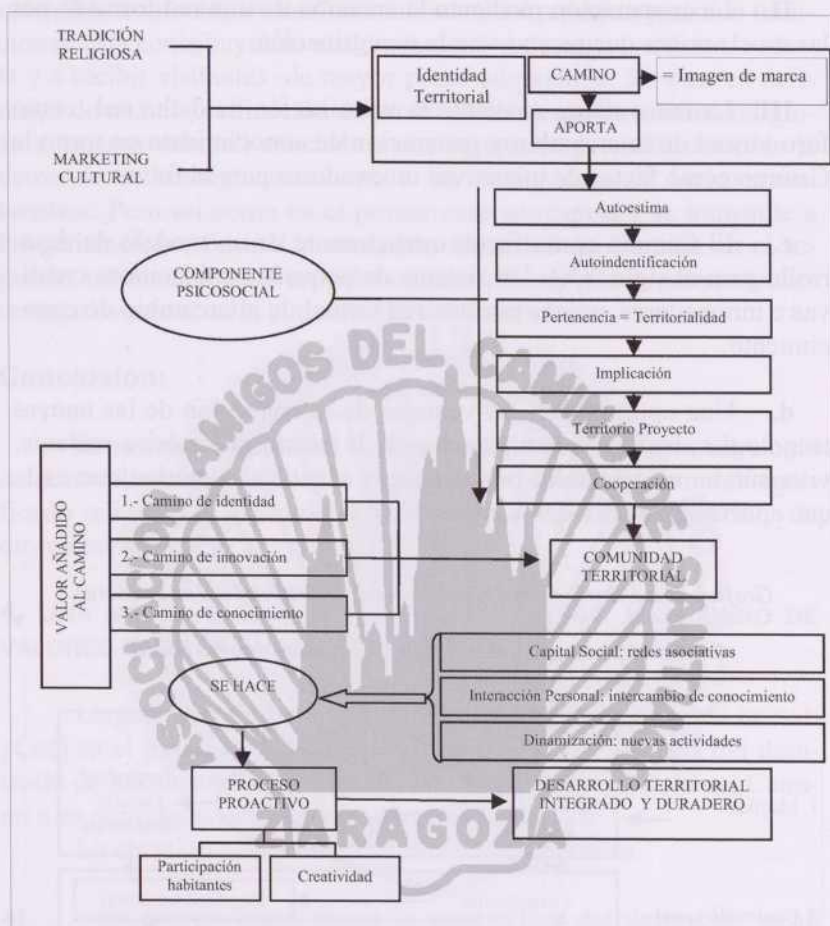 TRADICIÓN
RELIGIOSA
MARKETING
CULTURAL
Identidad
Territorial
CAMINO
= Imagen de marca
APORTA
Autoestima
Autoindentificación
Pertenencia = Territorialidad
Implicación
Territorio Proyecto
Cooperación
COMPONENTE
PSICOSOCIAL
VALOR AÑADIDO
AL CAMINO
1.- Camino de identidad
2.- Camino de innovación
3.- Camino de conocimiento
COMUNIDAD
TERRITORIAL
Capital Social: redes asociativas
Interacción Personal: intercambio de conocimiento
Dinamización: nuevas actividades
SE HACE
PROCESO
PROACTIVO
DESARROLLO TERRITORIAL
INTEGRADO Y DURADERO
Participación
habitantes
Creatividad
ASOCIACION AMIGOS DEL CAMINO DE SANTIAGO
ZARAGOZA